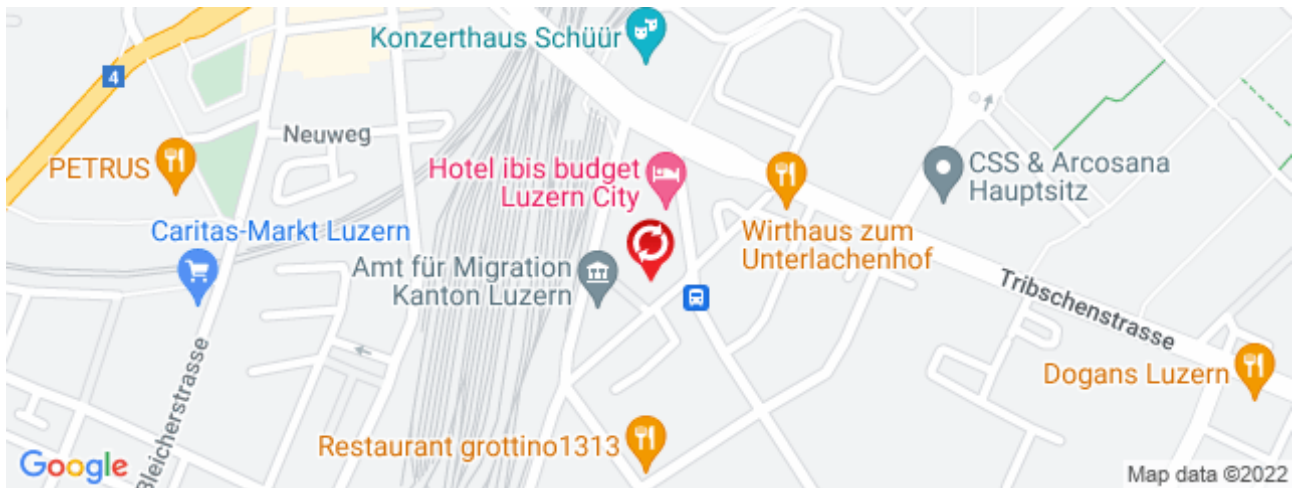 Konzerthaus Schüür
4
Neuweg
PETRUS
Hotel ibis budget
Luzern City
CSS & Arcosana
Hauptsitz
Caritas-Markt Luzern
Wirthaus zum
Unterlachenhof
Amt für Migration
Kanton Luzern
Tribschenstrasse
Bleicherstrasse
Dogans Luzern
Restaurant grottino1313
Google
Map data ©2022